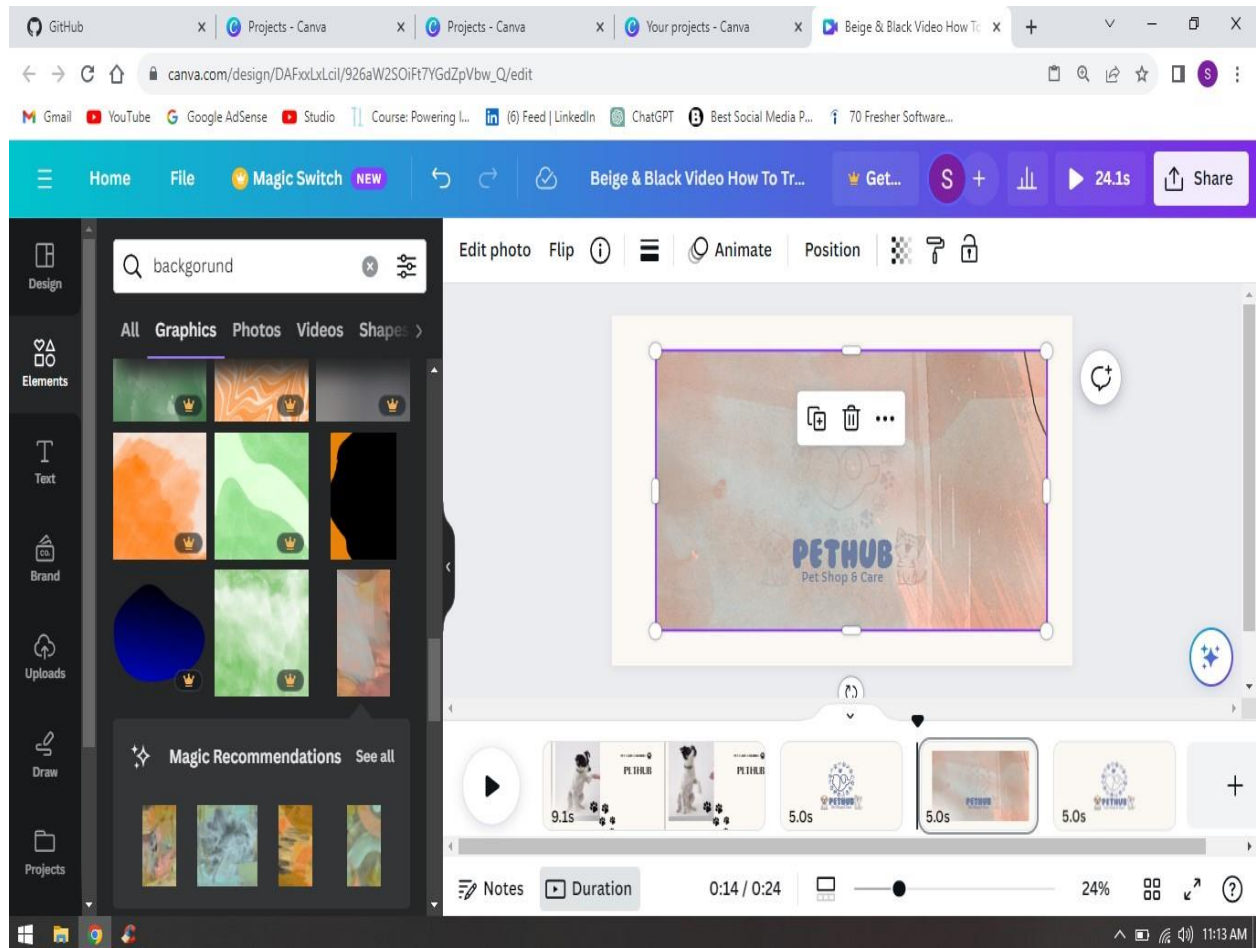 GitHub
Projects - Canva
Projects - Canva
Your projects - Canva
Beige & Black Video How To
canva.com/design/DAFxxLxLciI/926aW2SOiFt7YGdZpVbw_Q/edit
S
Gmail YouTube Google AdSense Studio Course: Powering I... (6) Feed | LinkedIn ChatGPT Best Social Media P... 70 Fresher Software...
Home File Magic Switch NEW Beige & Black Video How To Tr... Get... S + 24.1s Share
Design
Elements
Text
CO.
Brand
Uploads
Draw
Projects
backgorund
All Graphics Photos Videos Shapes
Magic Recommendations See all
Edit photo Flip Animate Position
PETHUB
Pet Shop & Care
PETHUB
PETHUB
9.1s
PETHUB
5.0s
PETHUB
5.0s
PETHUB
5.0s
Notes Duration 0:14 / 0:24 24%
11:13 AM